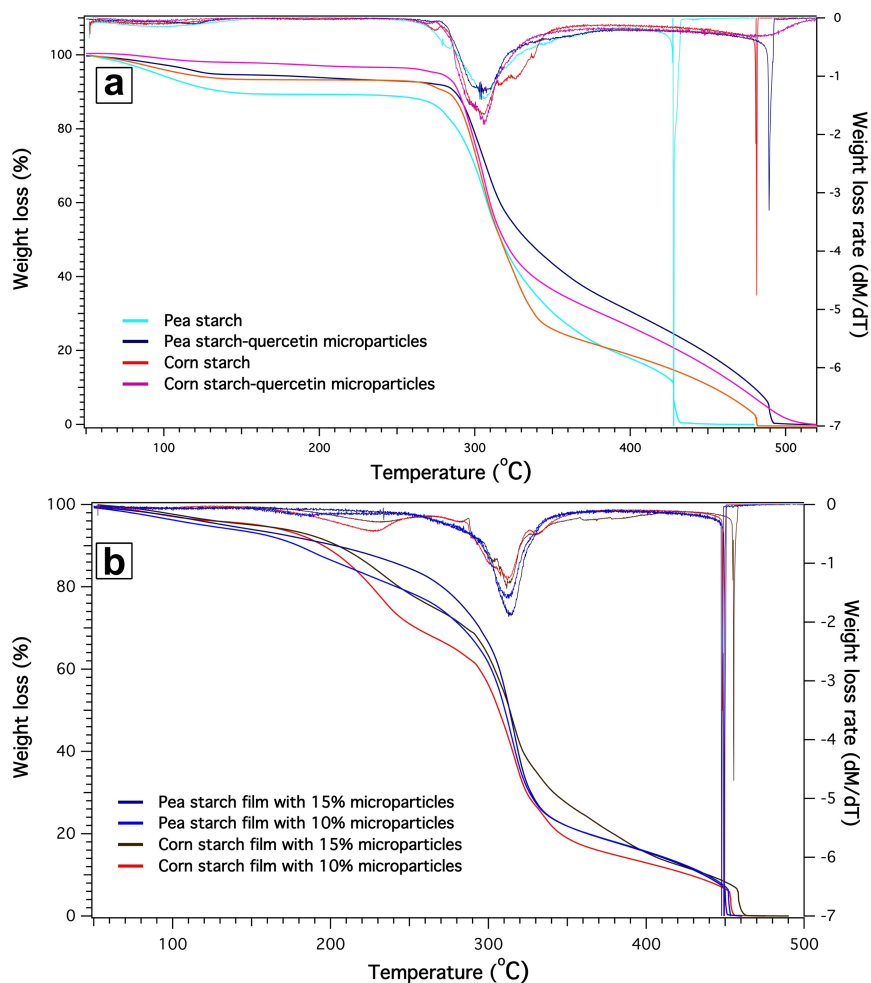 100
80
60
40
20
0
Weight loss (%)
a
Pea starch
Pea starch-quercetin microparticles
Corn starch
Corn starch-quercetin microparticles
0
-1
-2
-3
-4
-5
-6
-7
Weight loss rate (dM/dT)
100 200 300 400 500
Temperature (°C)
100
80
60
40
20
0
Weight loss (%)
b
Pea starch film with 15% microparticles
Pea starch film with 10% microparticles
Corn starch film with 15% microparticles
Corn starch film with 10% microparticles
0
-1
-2
-3
-4
-5
-6
-7
Weight loss rate (dM/dT)
100 200 300 400 500
Temperature (°C)